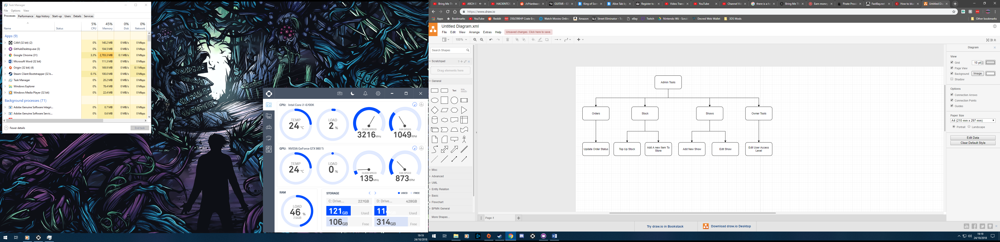 Task Manager
File Options View
Processes Performance App history Start-up Users Details Services
5% 45% 0% 0%
Name Status CPU Memory Disk Network
Apps (9)
CAM (32 bit) (2) 0% 140.2 MB 0 MB/s 0 Mbps
GitHubDesktop.exe (3) 0% 104.5 MB 0 MB/s 0 Mbps
Google Chrome (31) 3.3% 2,703.3 MB 0.1 MB/s 0 Mbps
Microsoft Word (32 bit) 0% 111.3 MB 0 MB/s 0 Mbps
Origin (32 bit) (4) 0% 169.9 MB 0 MB/s 0.1 Mbps
Steam Client Bootstrapper (32 b... 0.1% 100.0 MB 0 MB/s 0 Mbps
Task Manager 0% 20.2 MB 0 MB/s 0 Mbps
Windows Explorer 0% 78.4 MB 0 MB/s 0 Mbps
Windows Media Player (32 bit) 0% 22.4 MB 0 MB/s 0 Mbps
Background processes (71)
Adobe Genuine Software Integri... 0% 0.7 MB 0 MB/s 0 Mbps
Adobe Genuine Software Servic... 0% 0.6 MB 0 MB/s 0 Mbps
Fewer details End task
CPU: Intel Core i7-6700K
TEMP LOAD
24 °C 2 %
CLOCK SPEED FAN SPEED
3216 MHz 1049 RPM
GPU: NVIDIA GeForce GTX 980 Ti
TEMP LOAD
24 °C 0 %
CLOCK SPEED FAN SPEED
135 MHz 873 RPM
RAM
LOAD
46 %
7.5GB
STORAGE USED FREE
C: Drive... 227GB D: Drive... 428GB
121GB Used 114 Used
106GB Free 314GB Free
19:19
24/10/2018
Bring Me Th ARCH E HACKINTOS /r/Hardware GUITAR - G King of Son Alive Tab by Register to Video Transf YouTube Channel Vid there is a he Bring Me Th Earn money Pirate Proxi FastBay.net How to blu Untitled Dia
https://www.draw.io
Apps Bookmarks YouTube Reddit 350/290HP Crate Eng Watch Movies Online Amazon Street Eliminator - To eBay Twitch Nintendo Wii - Scrub Decred Web Wallet 3DS Mods Other bookmarks
Untitled Diagram.xml
File Edit View Arrange Extras Help Unsaved changes. Click here to save.
100%
Search Shapes
Scratchpad
Drag elements here
General
Text
Misc
Advanced
UML
Entity Relation
Basic
Flowchart
BPMN General
More Shapes...
Admin Tools
Orders Stock Shows Owner Tools
Update Order Status
Top Up Stock
Add A new Item To
Store
Add New Show
Edit Show
Edit User Access
Level
Diagram
View
Grid 10 pt
Page View
Background Image
Shadow
Options
Connection Arrows
Connection Points
Guides
Paper Size
A4 (210 mm x 297 mm)
Portrait Landscape
Edit Data
Clear Default Style
Page-1
Try draw.io in Bookstack Download draw.io Desktop
19:19
24/10/2018